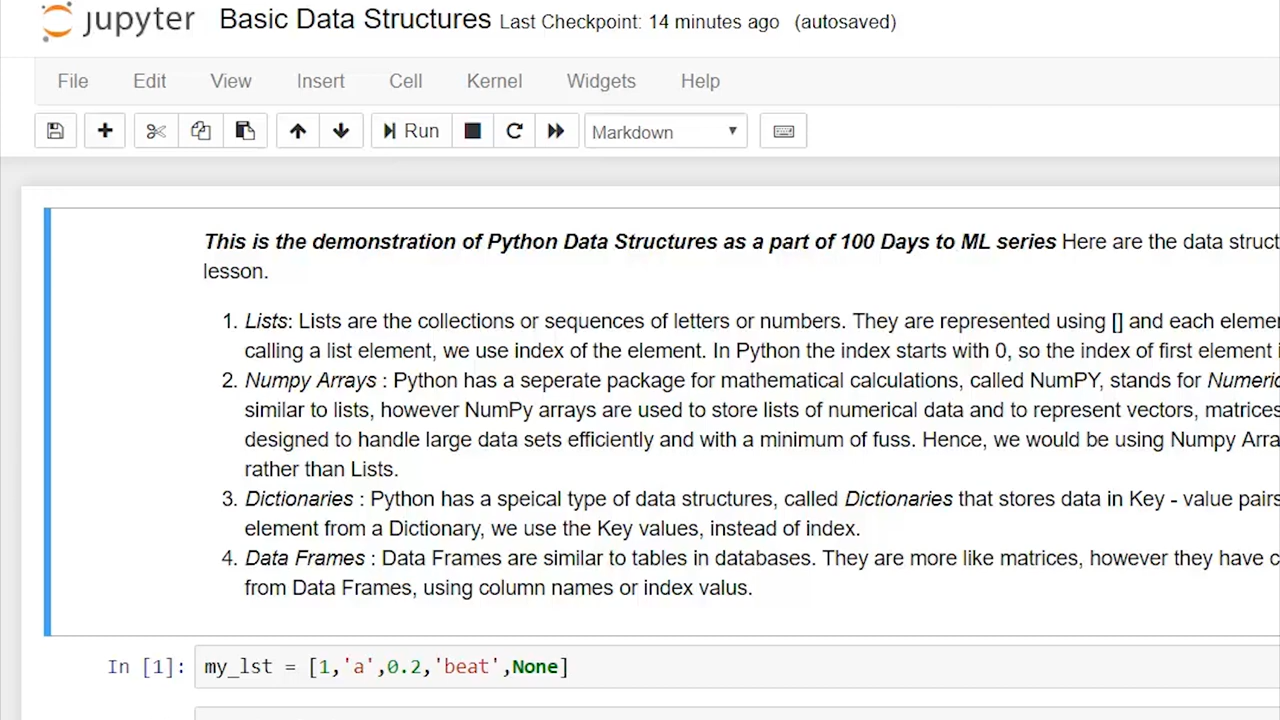 jupyter Basic Data Structures Last Checkpoint: 14 minutes ago (autosaved)
File Edit View Insert Cell Kernel Widgets Help
Run Markdown
This is the demonstration of Python Data Structures as a part of 100 Days to ML series Here are the data struct
lesson.
1. Lists: Lists are the collections or sequences of letters or numbers. They are represented using [] and each elemen
calling a list element, we use index of the element. In Python the index starts with 0, so the index of first element i
2. Numpy Arrays : Python has a seperate package for mathematical calculations, called NumPY, stands for Numeric
similar to lists, however NumPy arrays are used to store lists of numerical data and to represent vectors, matrices
designed to handle large data sets efficiently and with a minimum of fuss. Hence, we would be using Numpy Arra
rather than Lists.
3. Dictionaries : Python has a speical type of data structures, called Dictionaries that stores data in Key - value pairs
element from a Dictionary, we use the Key values, instead of index.
4. Data Frames : Data Frames are similar to tables in databases. They are more like matrices, however they have c
from Data Frames, using column names or index valus.
In [1]: my_lst = [1,'a',0.2,'beat',None]